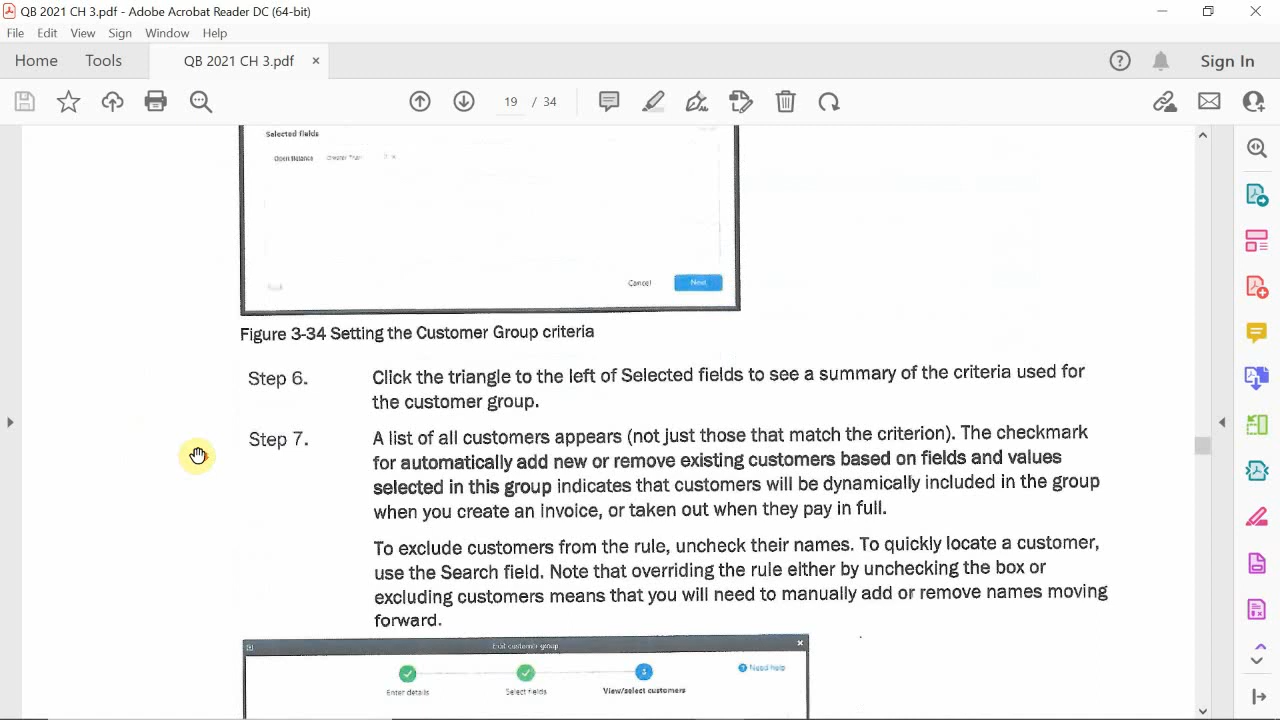 QB 2021 CH 3.pdf - Adobe Acrobat Reader DC (64-bit)
File Edit View Sign Window Help
Home Tools QB 2021 CH 3.pdf × Sign In
19 / 34
Selected fields
Open Balance Greater Than
Cancel Next
Figure 3-34 Setting the Customer Group criteria
Step 6. Click the triangle to the left of Selected fields to see a summary of the criteria used for
the customer group.
Step 7. A list of all customers appears (not just those that match the criterion). The checkmark
for automatically add new or remove existing customers based on fields and values
selected in this group indicates that customers will be dynamically included in the group
when you create an invoice, or taken out when they pay in full.
To exclude customers from the rule, uncheck their names. To quickly locate a customer,
use the Search field. Note that overriding the rule either by unchecking the box or
excluding customers means that you will need to manually add or remove names moving
forward.
Edit customer group
Need help
Enter details Select fields View/select customers